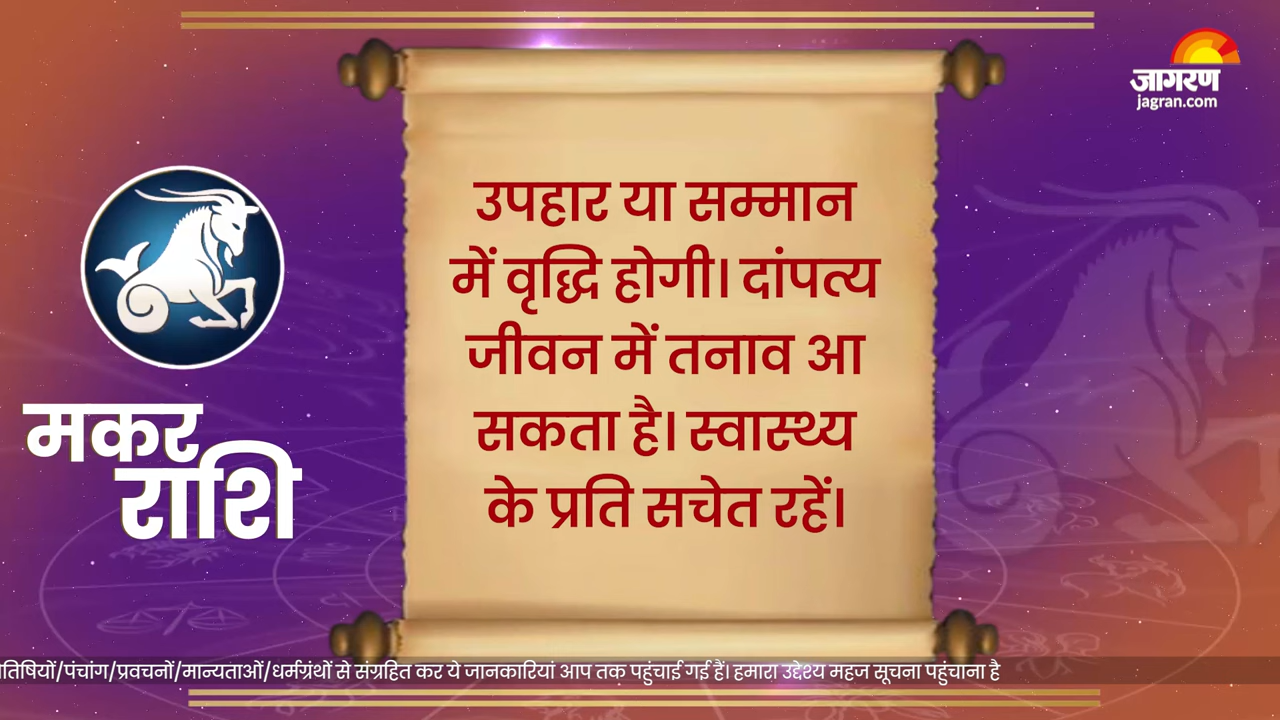 जागरण
jagran.com
उपहार या सम्मान
में वृद्धि होगी। दांपत्य
जीवन में तनाव आ
सकता है। स्वास्थ्य
के प्रति सचेत रहें।
मकर
राशि
/पंचांग/प्रवचनों/मान्यताओं/धर्मग्रंथों से संग्रहित कर ये जानकारियां आप तक पहुंचाई गई हैं। हमारा उद्देश्य महज सूचना पहुंचाना है